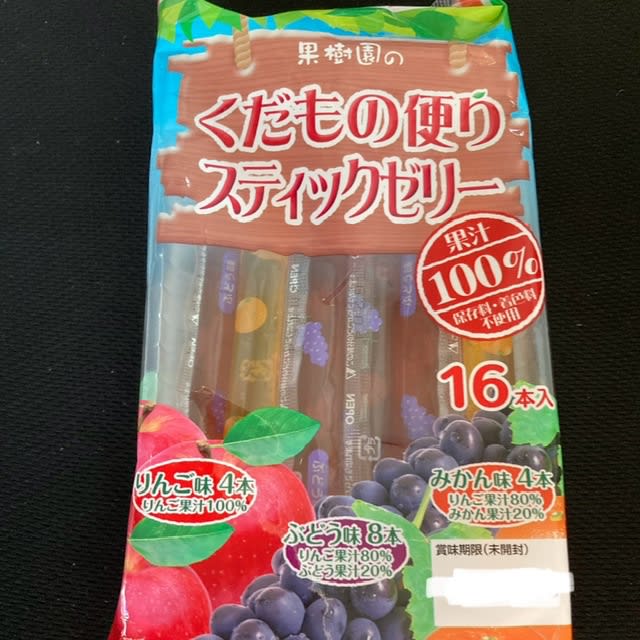 果樹園の
くだもの便り
スティックゼリー
果汁
100%
保存料・着色料
不使用
16本入
OPEN
OPEN
りんご味 4本
りんご果汁100%
ぶどう味 8本
りんご果汁80%
ぶどう果汁20%
みかん味 4本
りんご果汁80%
みかん果汁20%
賞味期限(未開封)